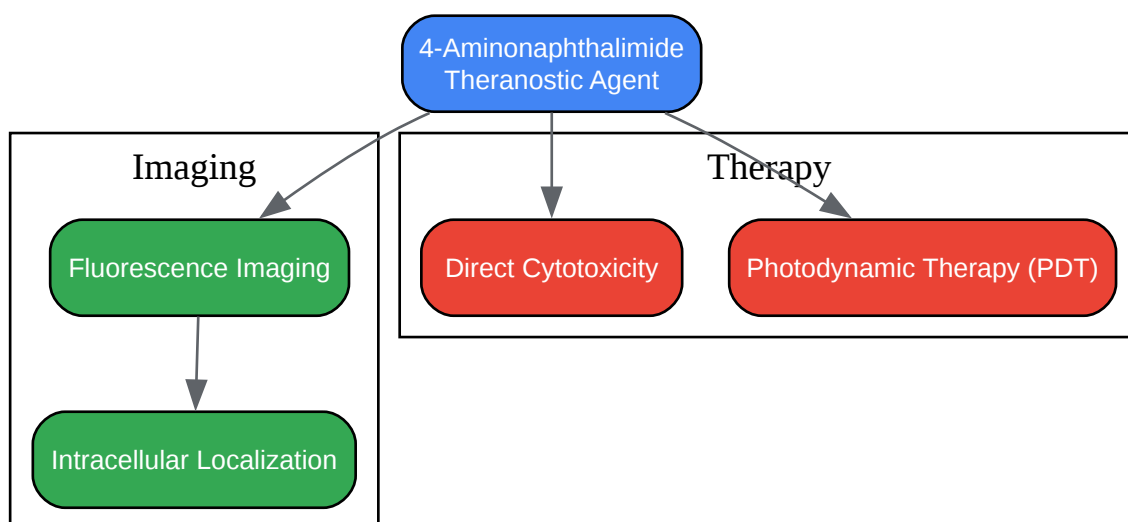 4-Aminonaphthalimide
Theranostic Agent
Imaging
Therapy
Fluorescence Imaging
Direct Cytotoxicity
Photodynamic Therapy (PDT)
Intracellular Localization